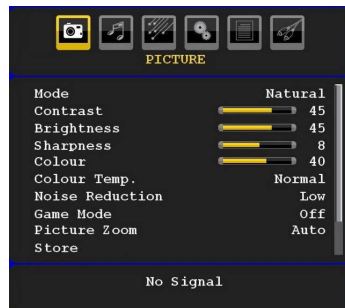 PICTURE
Mode Natural
Contrast 45
Brightness 45
Sharpness 8
Colour 40
Colour Temp. Normal
Noise Reduction Low
Game Mode Off
Picture Zoom Auto
Store
No Signal